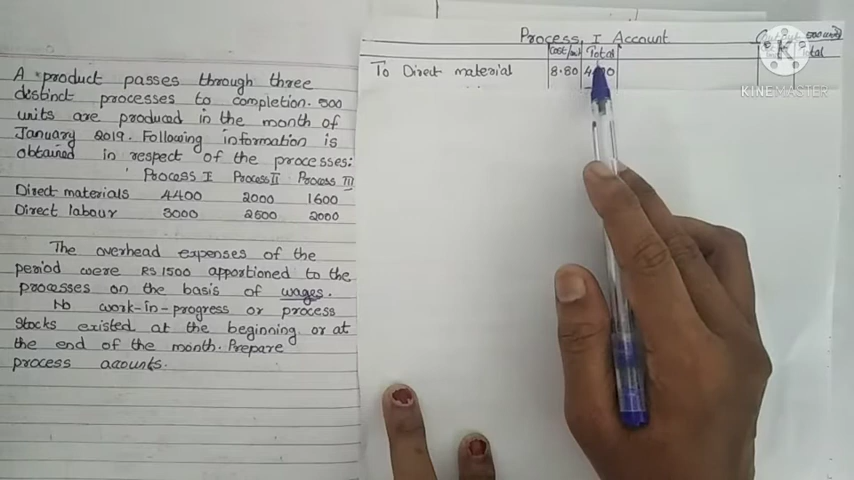 A product passes through three
distinct processes to completion. 500
units are produced in the month of
January 2019. Following information is
obtained in respect of the processes:
Process I Process II Process III
Direct materials 4400 2000 1600
Direct labour 3000 2500 2000
The overhead expenses of the
period were RS 1500 apportioned to the
processes on the basis of wages.
No work-in-progress or process
stocks existed at the beginning or at
the end of the month. Prepare
process accounts.
Process I Account
Cost/unit Total Total
To Direct material 8.80
KINEMASTER